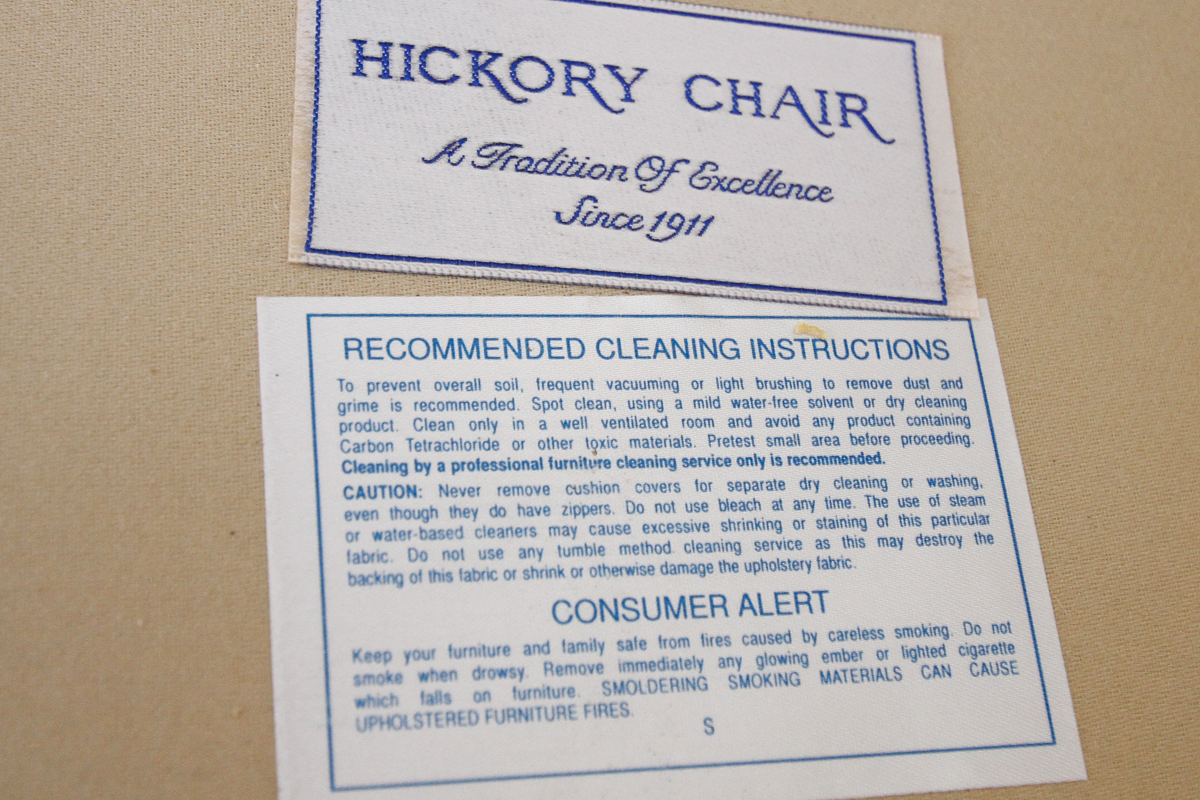 HICKORY CHAIR
A Tradition Of Excellence
Since 1911
RECOMMENDED CLEANING INSTRUCTIONS
To prevent overall soil, frequent vacuuming or light brushing to remove dust and
grime is recommended. Spot clean, using a mild water-free solvent or dry cleaning
product. Clean only in a well ventilated room and avoid any product containing
Carbon Tetrachloride or other toxic materials. Pretest small area before proceeding.
Cleaning by a professional furniture cleaning service only is recommended.
CAUTION: Never remove cushion covers for separate dry cleaning or washing,
even though they do have zippers. Do not use bleach at any time. The use of steam
or water-based cleaners may cause excessive shrinking or staining of this particular
fabric. Do not use any tumble method cleaning service as this may destroy the
backing of this fabric or shrink or otherwise damage the upholstery fabric.
CONSUMER ALERT
Keep your furniture and family safe from fires caused by careless smoking. Do not
smoke when drowsy. Remove immediately any glowing ember or lighted cigarette
which falls on furniture. SMOLDERING SMOKING MATERIALS CAN CAUSE
UPHOLSTERED FURNITURE FIRES.
S